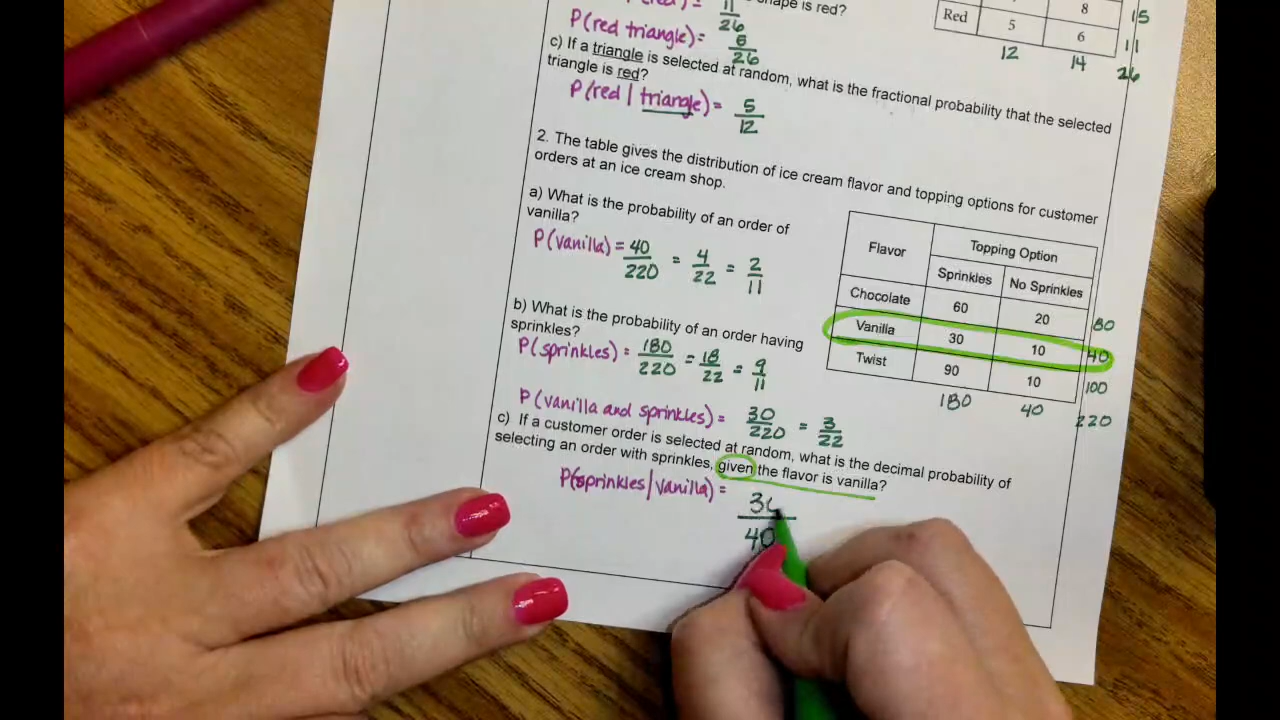 11
26
shape is red?
P(red triangle) = 5/26
c) If a triangle is selected at random, what is the fractional probability that the selected
triangle is red?
P(red | triangle) = 5/12
8
15
Red 5 6 11
12 14 26
2. The table gives the distribution of ice cream flavor and topping options for customer
orders at an ice cream shop.
a) What is the probability of an order of
vanilla?
P(vanilla) = 40/220 = 4/22 = 2/11
b) What is the probability of an order having
sprinkles?
P(sprinkles) = 180/220 = 18/22 = 9/11
P(vanilla and sprinkles) = 30/220 = 3/22
Flavor
Topping Option
Sprinkles No Sprinkles
Chocolate 60 20 80
Vanilla 30 10 40
Twist 90 10 100
180 40 220
c) If a customer order is selected at random, what is the decimal probability of
selecting an order with sprinkles, given the flavor is vanilla?
P(sprinkles | vanilla) = 30/40